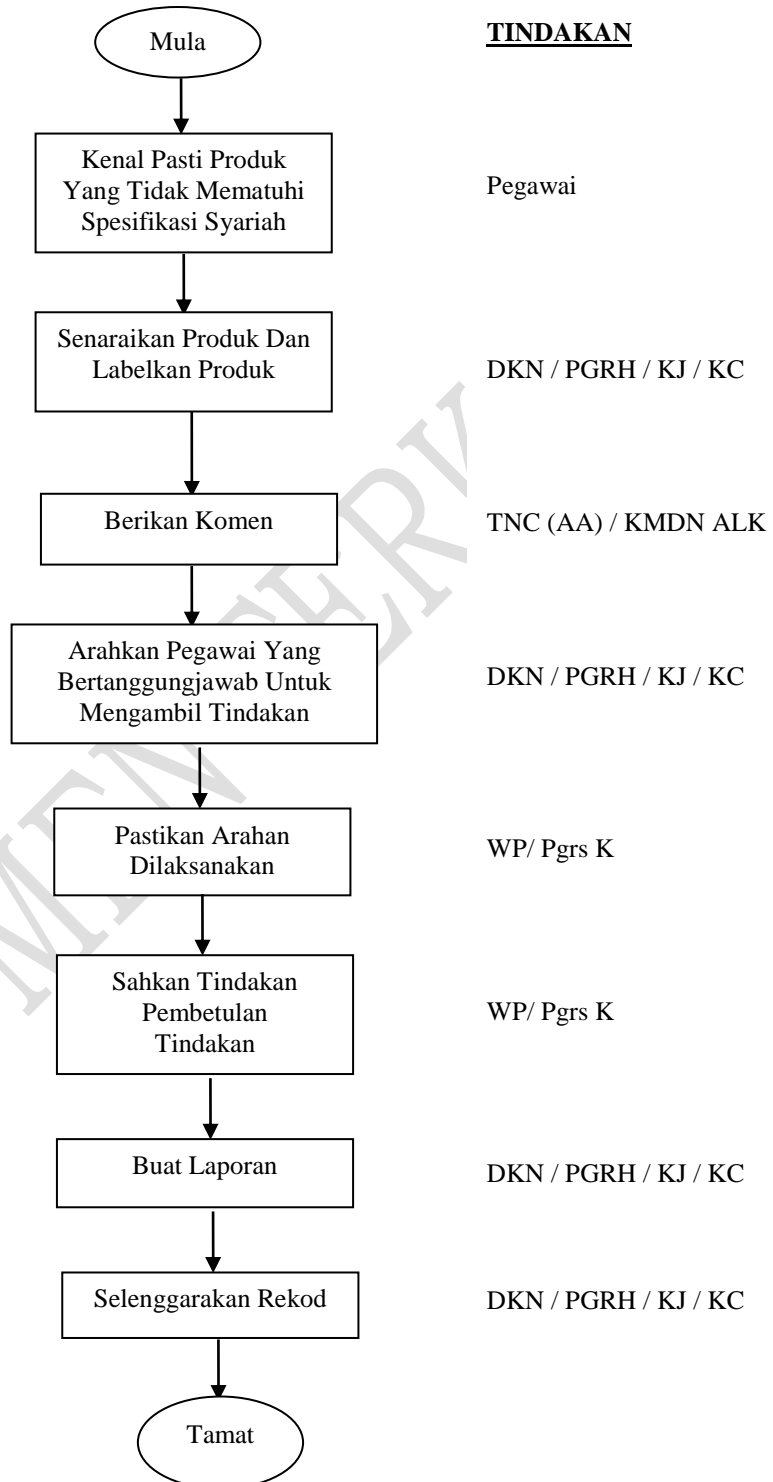 Mula
TINDAKAN
Kenal Pasti Produk
Yang Tidak Mematuhi
Spesifikasi Syariah
Pegawai
Senaraikan Produk Dan
Labelkan Produk
DKN / PGRH / KJ / KC
Berikan Komen
TNC (AA) / KMDN ALK
Arahkan Pegawai Yang
Bertanggungjawab Untuk
Mengambil Tindakan
DKN / PGRH / KJ / KC
Pastikan Arahan
Dilaksanakan
WP/ Pgrs K
Sahkan Tindakan
Pembetulan
Tindakan
WP/ Pgrs K
Buat Laporan
DKN / PGRH / KJ / KC
Selenggarakan Rekod
DKN / PGRH / KJ / KC
Tamat